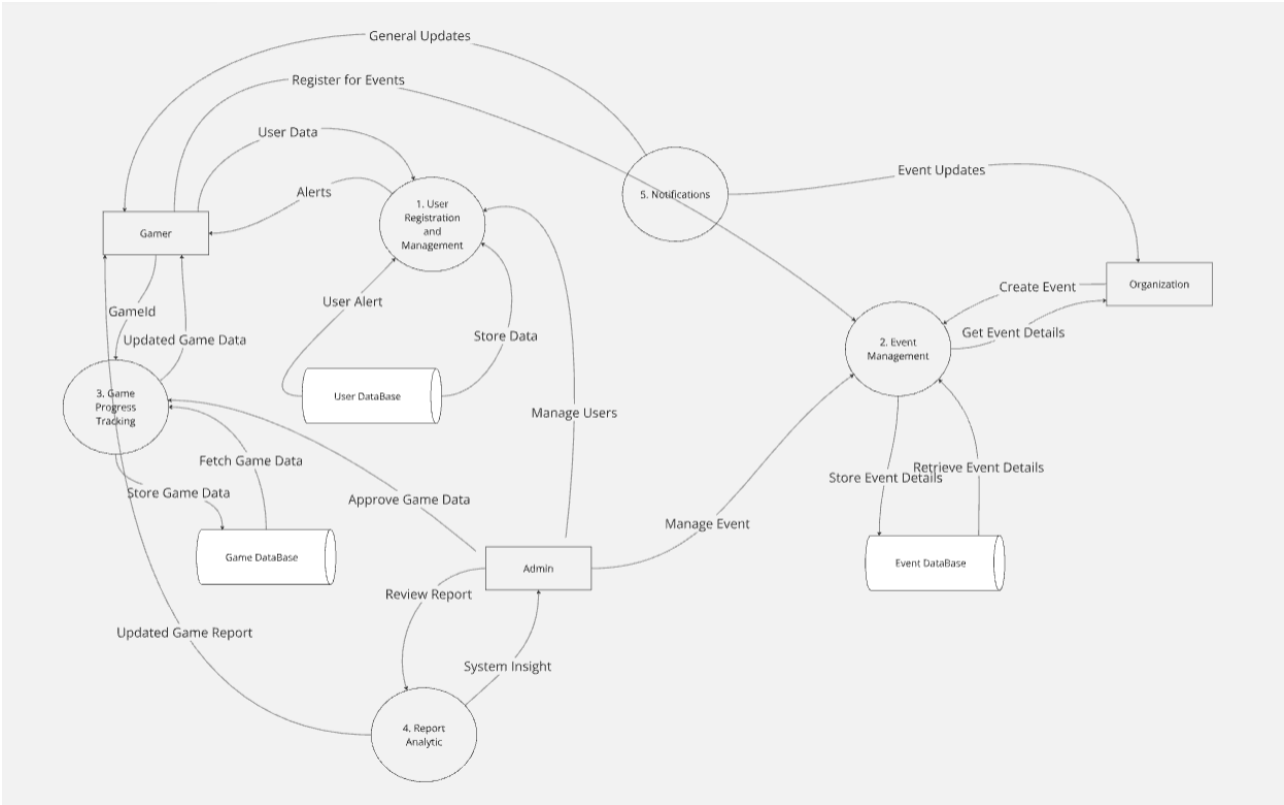 General Updates
Register for Events
User Data
Event Updates
Alerts
5. Notifications
1. User
Registration
and
Management
Gamer
Organization
Create Event
User Alert
GameId
Get Event Details
Store Data
Updated Game Data
2. Event
Management
3. Game
Progress
Tracking
User DataBase
Manage Users
Fetch Game Data
Retrieve Event Details
Store Event Details
Store Game Data
Approve Game Data
Manage Event
Game DataBase
Event DataBase
Admin
Review Report
Updated Game Report
System Insight
4. Report
Analytic